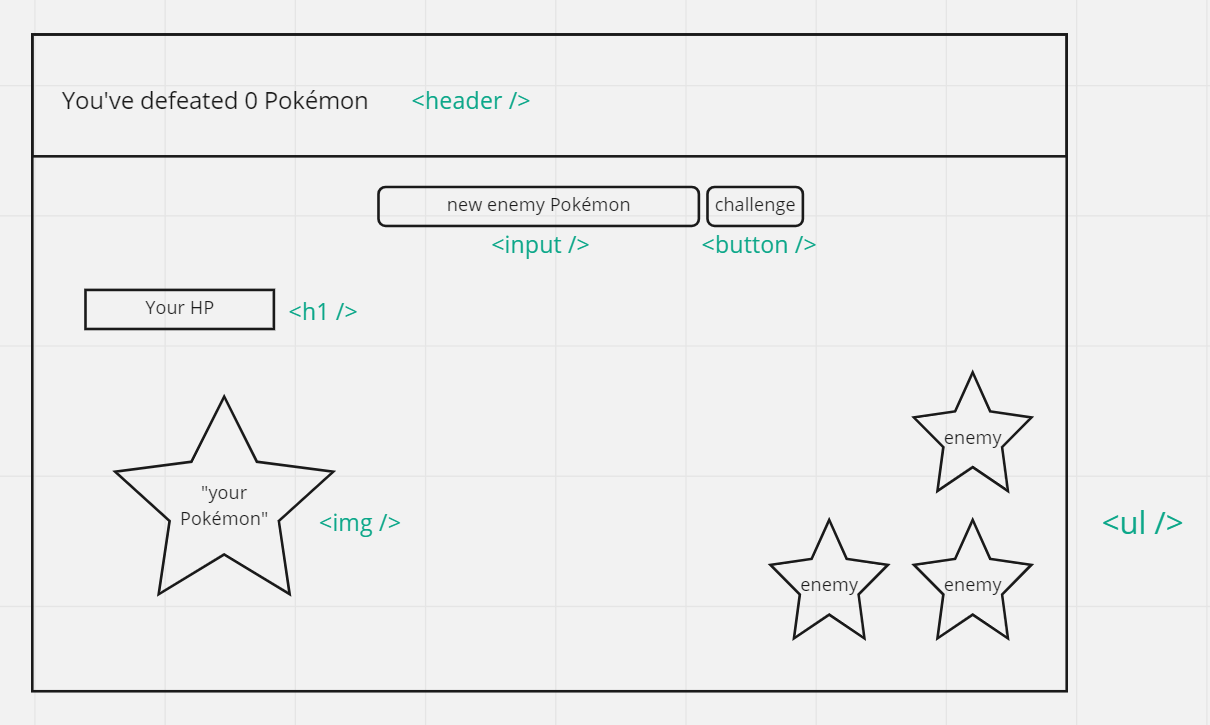 You've defeated 0 Pokémon <header />
new enemy Pokémon challenge
<input /> <button />
Your HP <h1 />
enemy
"your
Pokémon" <img />
<ul />
enemy enemy